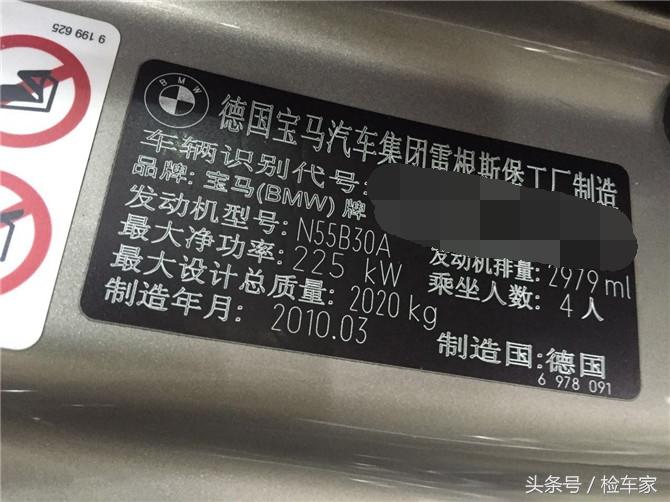 9 199 625
BMW
德国宝马汽车集团雷根斯堡工厂制造
车辆识别代号:
品牌: 宝马(BMW)牌
发动机型号: N55B30A 发动机排量: 2979 ml
最大净功率: 225 kW 乘坐人数: 4人
最大设计总质量: 2020 kg
制造年月: 2010.03
制造国:德国
6 978 091
头条号 / 检车家